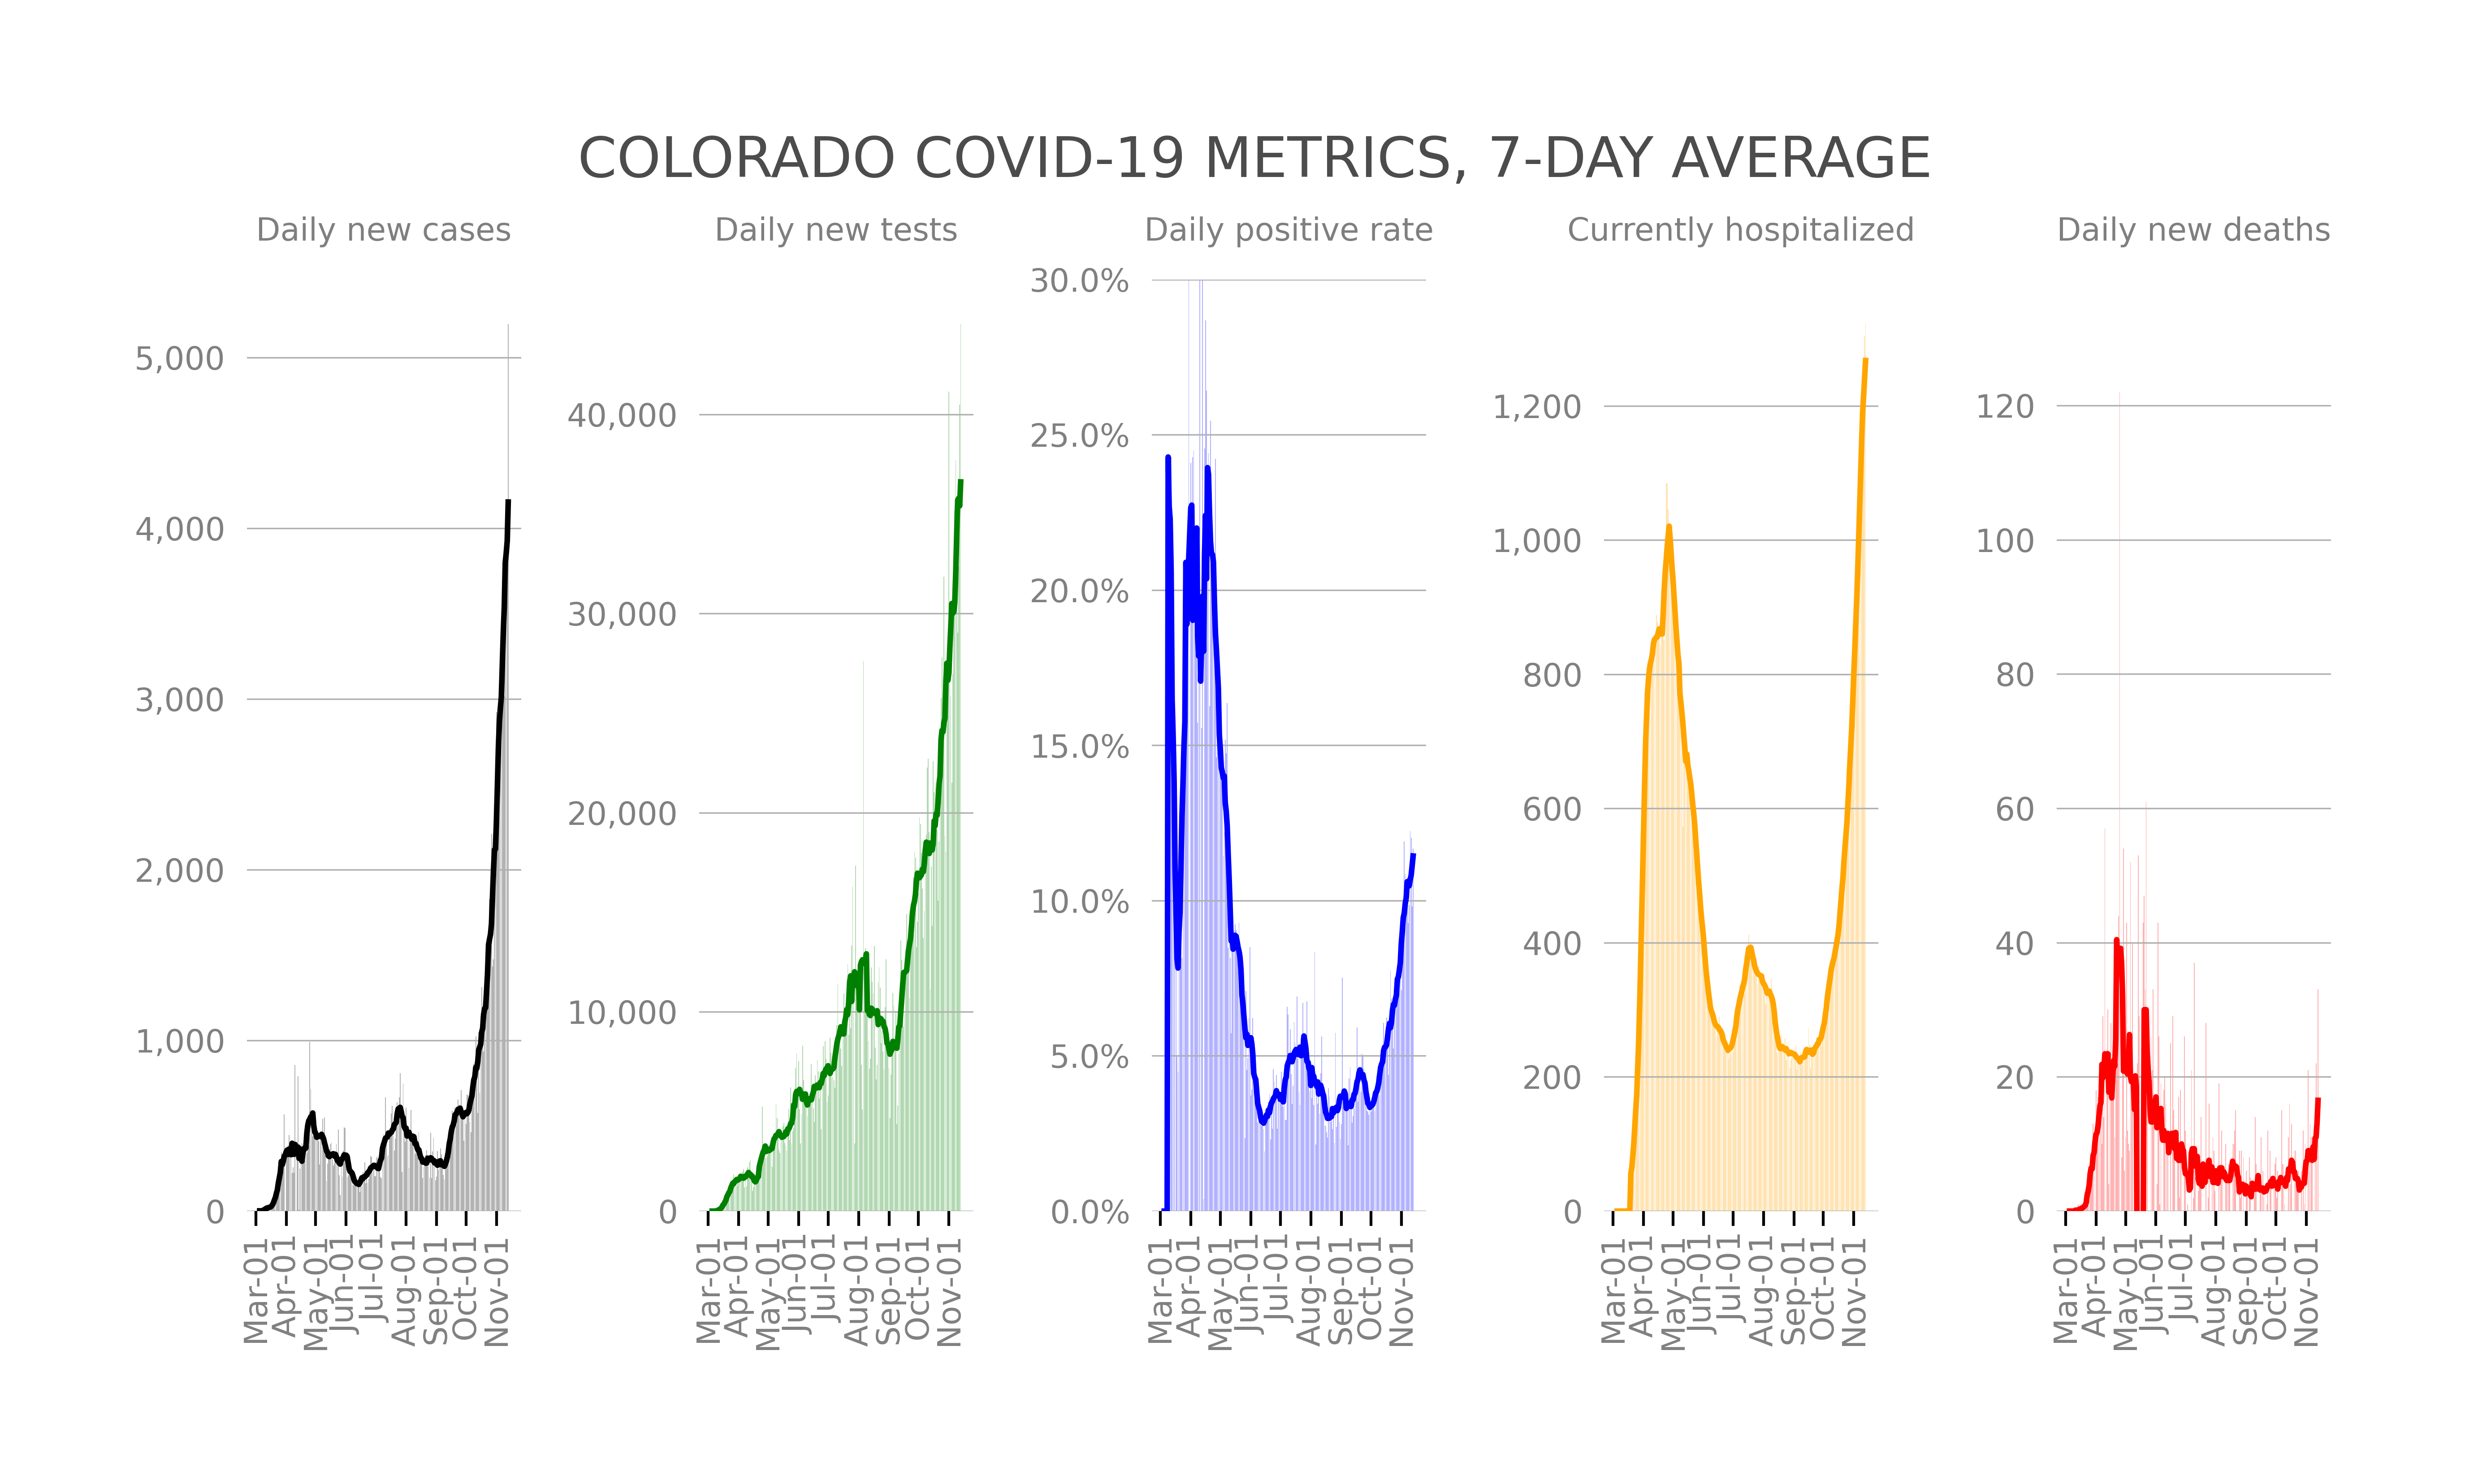 COLORADO COVID-19 METRICS, 7-DAY AVERAGE
Daily new cases
5,000
4,000
3,000
2,000
1,000
0
Mar-01
Apr-01
May-01
Jun-01
Jul-01
Aug-01
Sep-01
Oct-01
Nov-01
Daily new tests
40,000
30,000
20,000
10,000
0
Mar-01
Apr-01
May-01
Jun-01
Jul-01
Aug-01
Sep-01
Oct-01
Nov-01
Daily positive rate
30.0%
25.0%
20.0%
15.0%
10.0%
5.0%
0.0%
Mar-01
Apr-01
May-01
Jun-01
Jul-01
Aug-01
Sep-01
Oct-01
Nov-01
Currently hospitalized
1,200
1,000
800
600
400
200
0
Mar-01
Apr-01
May-01
Jun-01
Jul-01
Aug-01
Sep-01
Oct-01
Nov-01
Daily new deaths
120
100
80
60
40
20
0
Mar-01
Apr-01
May-01
Jun-01
Jul-01
Aug-01
Sep-01
Oct-01
Nov-01